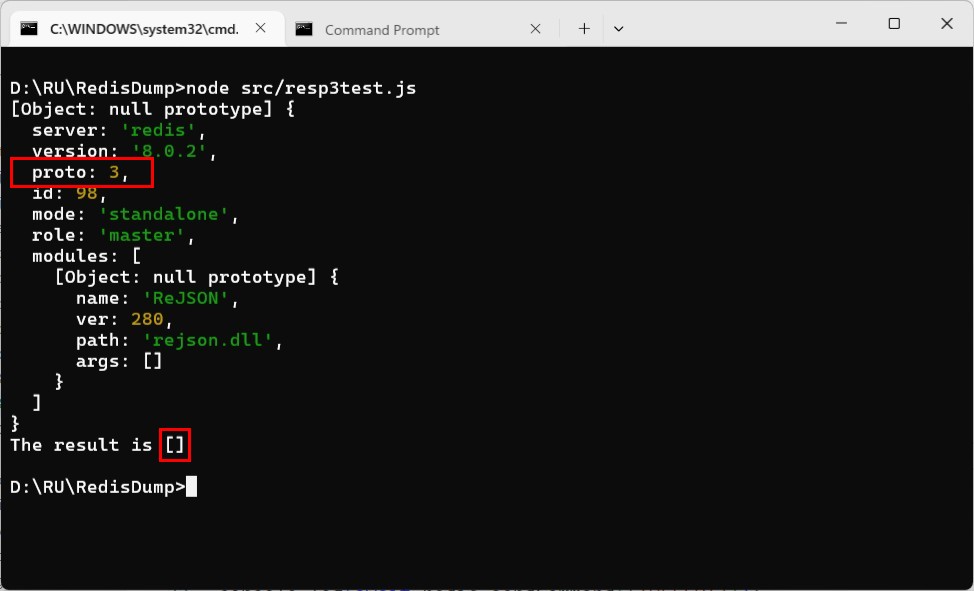 C:\WINDOWS\system32\cmd.
Command Prompt
D:\RU\RedisDump>node src/resp3test.js
[Object: null prototype] {
  server: 'redis',
  version: '8.0.2',
  proto: 3,
  id: 98,
  mode: 'standalone',
  role: 'master',
  modules: [
    [Object: null prototype] {
      name: 'ReJSON',
      ver: 280,
      path: 'rejson.dll',
      args: []
    }
  ]
}
The result is []
D:\RU\RedisDump>